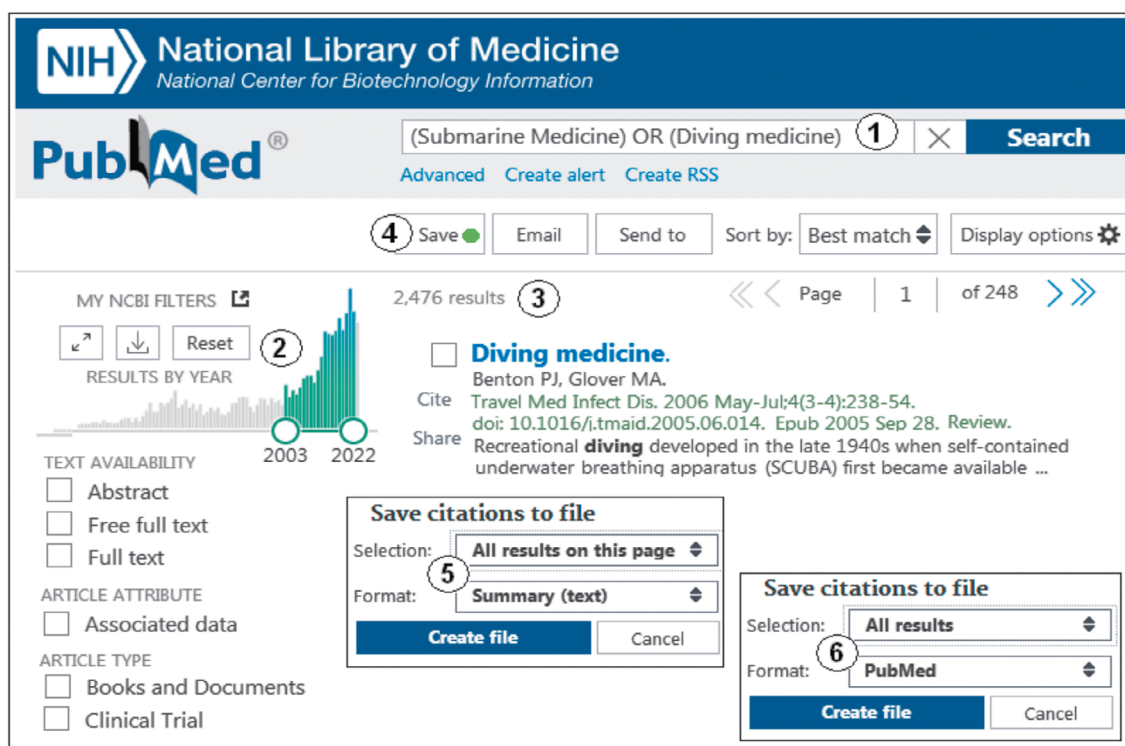 NIH National Library of Medicine
National Center for Biotechnology Information
PubMed®
(Submarine Medicine) OR (Diving medicine) 1 Search
Advanced Create alert Create RSS
4 Save Email Send to Sort by: Best match Display options
MY NCBI FILTERS
2,476 results 3
Page 1 of 248
Reset 2
RESULTS BY YEAR
2003 2022
Diving medicine.
Benton PJ, Glover MA.
Cite
Travel Med Infect Dis. 2006 May-Jul;4(3-4):238-54.
doi: 10.1016/j.tmaid.2005.06.014. Epub 2005 Sep 28. Review.
Share
Recreational diving developed in the late 1940s when self-contained
underwater breathing apparatus (SCUBA) first became available ...
TEXT AVAILABILITY
Abstract
Free full text
Full text
ARTICLE ATTRIBUTE
Associated data
ARTICLE TYPE
Books and Documents
Clinical Trial
Save citations to file
Selection: All results on this page
5
Format: Summary (text)
Create file Cancel
Save citations to file
Selection: All results
6
Format: PubMed
Create file Cancel